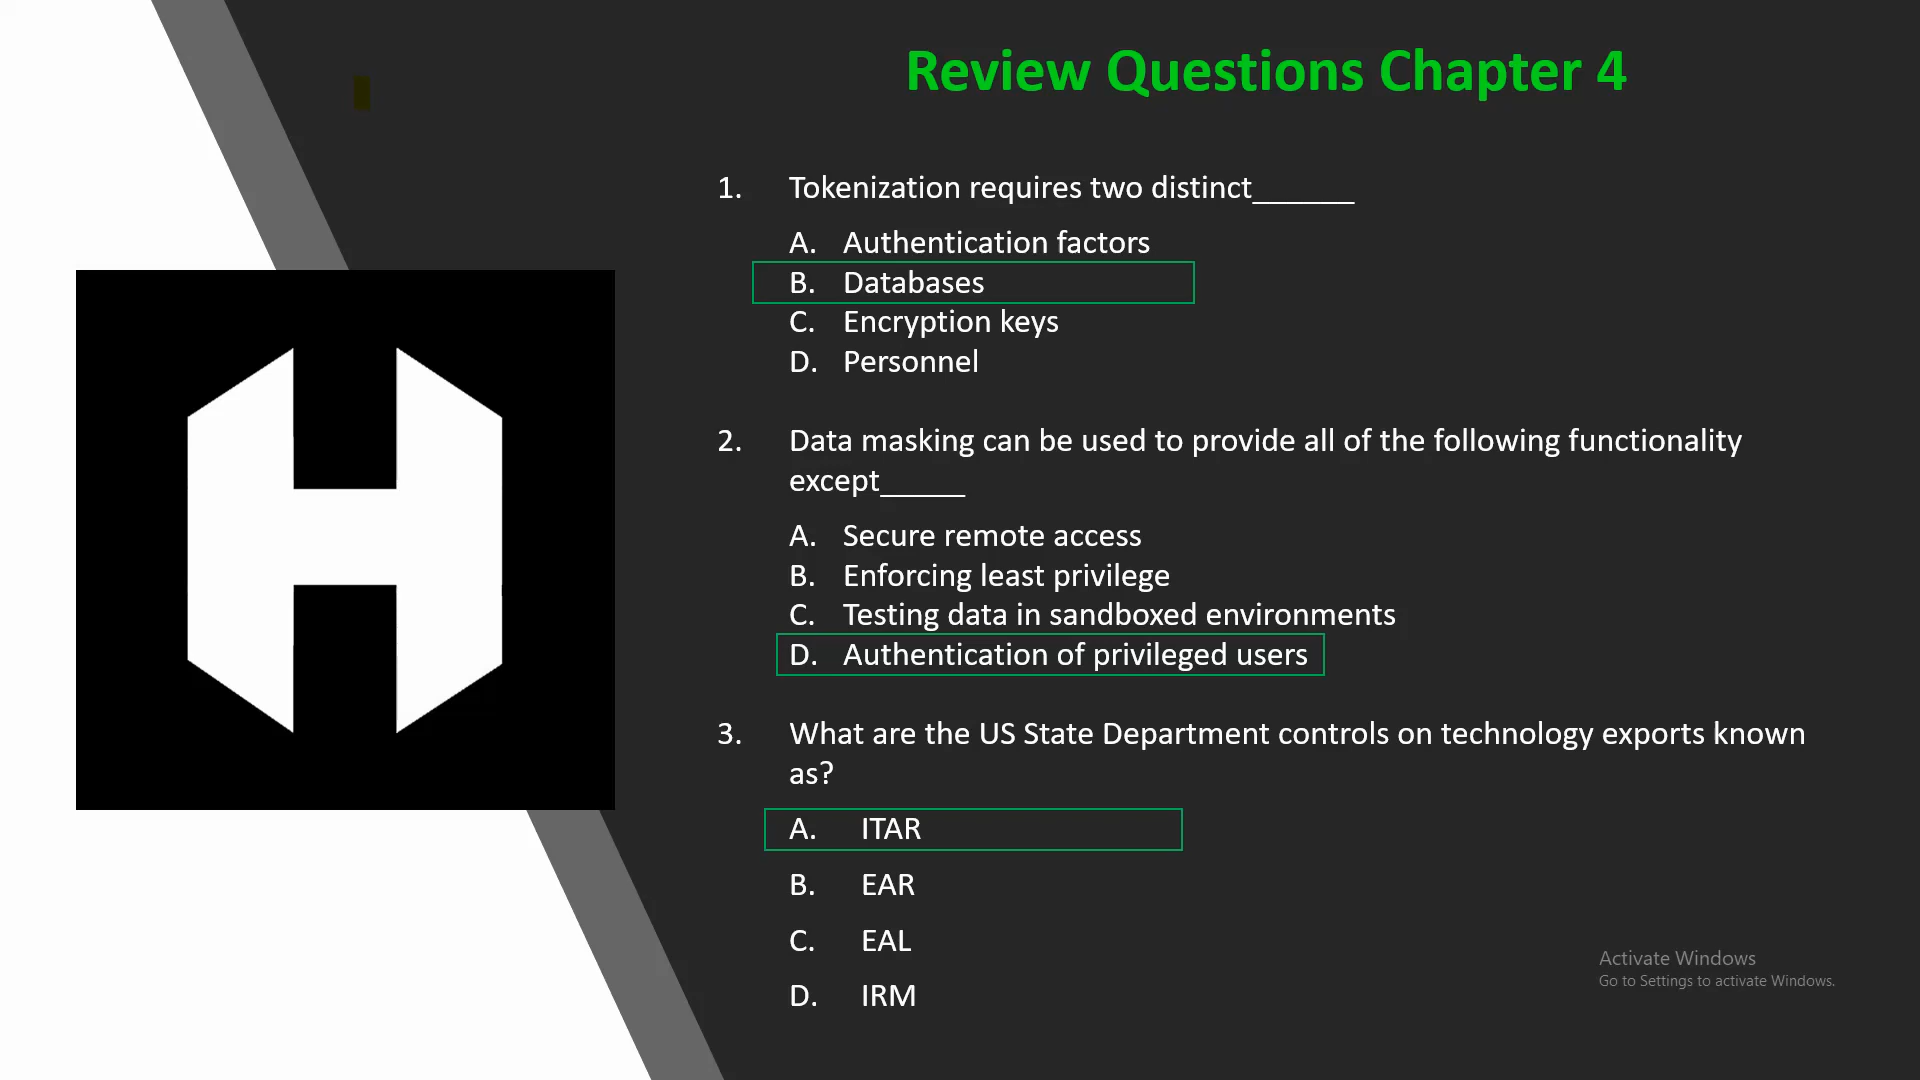 Review Questions Chapter 4
1. Tokenization requires two distinct______
A. Authentication factors
B. Databases
C. Encryption keys
D. Personnel
2. Data masking can be used to provide all of the following functionality
except_____
A. Secure remote access
B. Enforcing least privilege
C. Testing data in sandboxed environments
D. Authentication of privileged users
3. What are the US State Department controls on technology exports known
as?
A. ITAR
B. EAR
C. EAL
D. IRM
Activate Windows
Go to Settings to activate Windows.